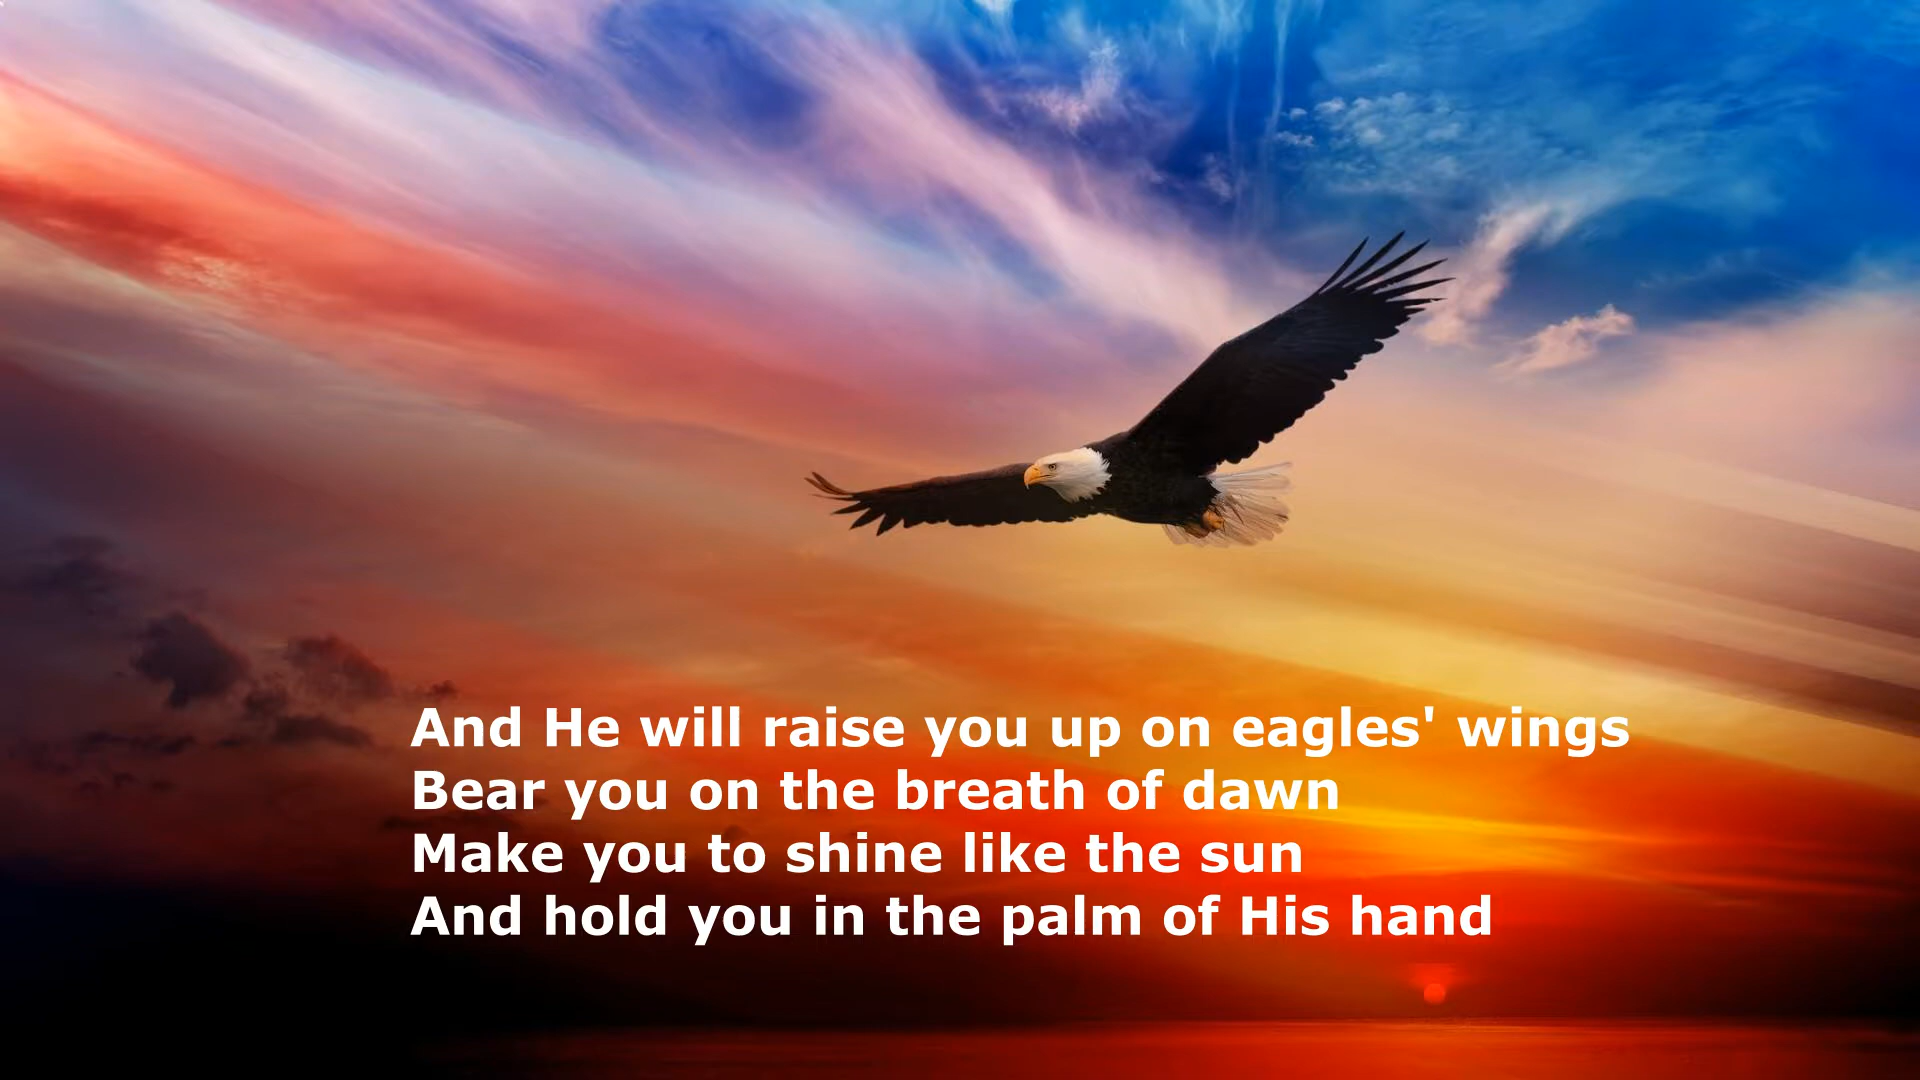 And He will raise you up on eagles' wings
Bear you on the breath of dawn
Make you to shine like the sun
And hold you in the palm of His hand